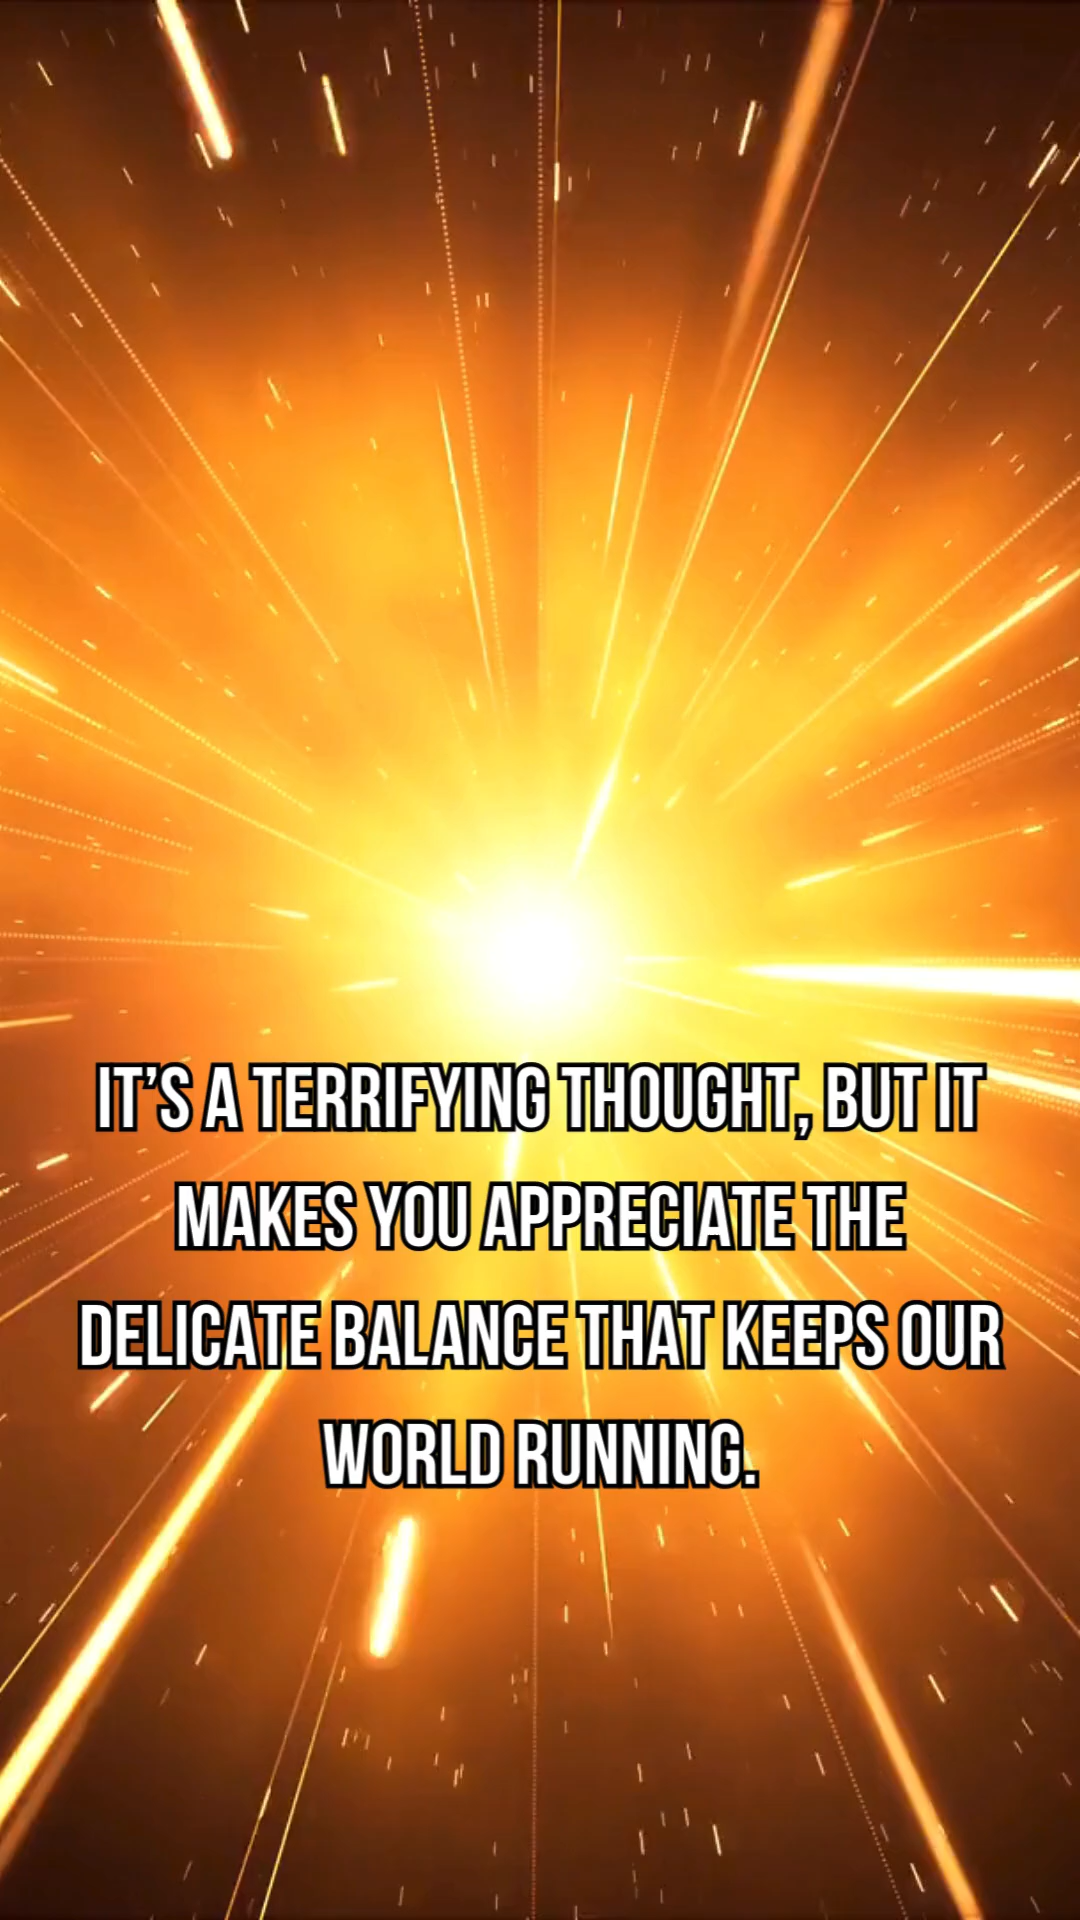 IT’S A TERRIFYING THOUGHT, BUT IT
MAKES YOU APPRECIATE THE
DELICATE BALANCE THAT KEEPS OUR
WORLD RUNNING.